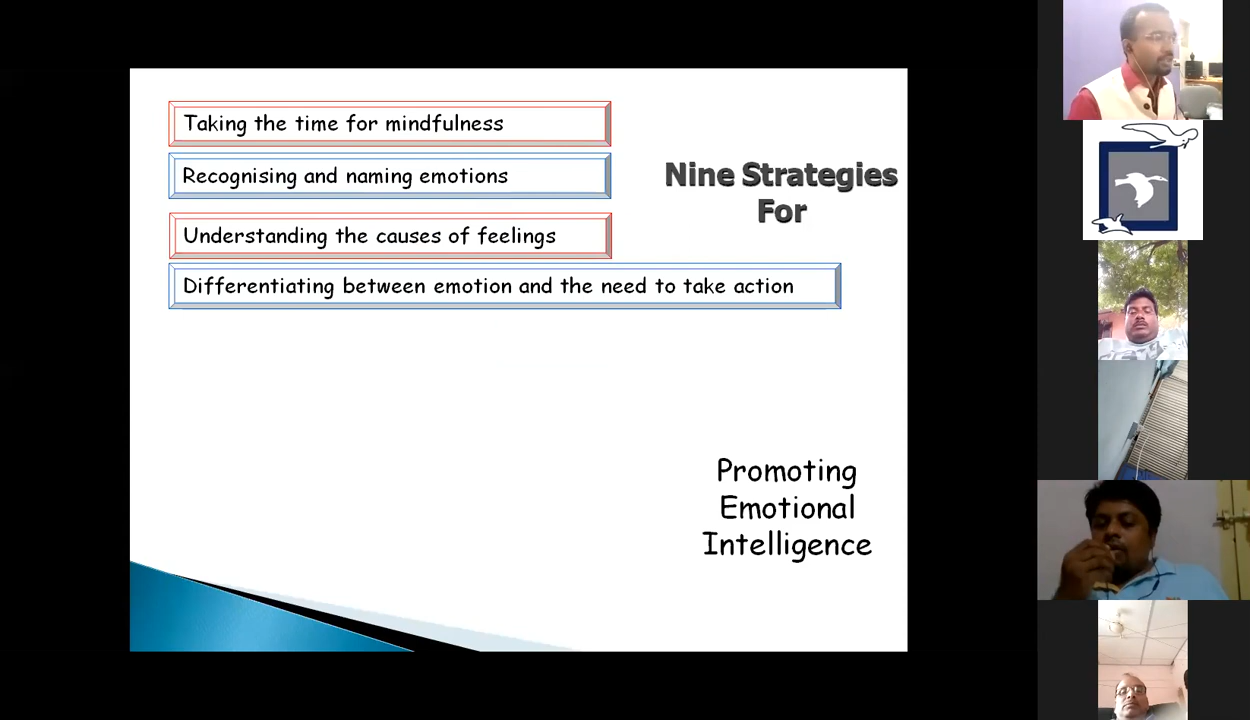 Taking the time for mindfulness
Recognising and naming emotions
Nine Strategies
For
Understanding the causes of feelings
Differentiating between emotion and the need to take action
Promoting
Emotional
Intelligence